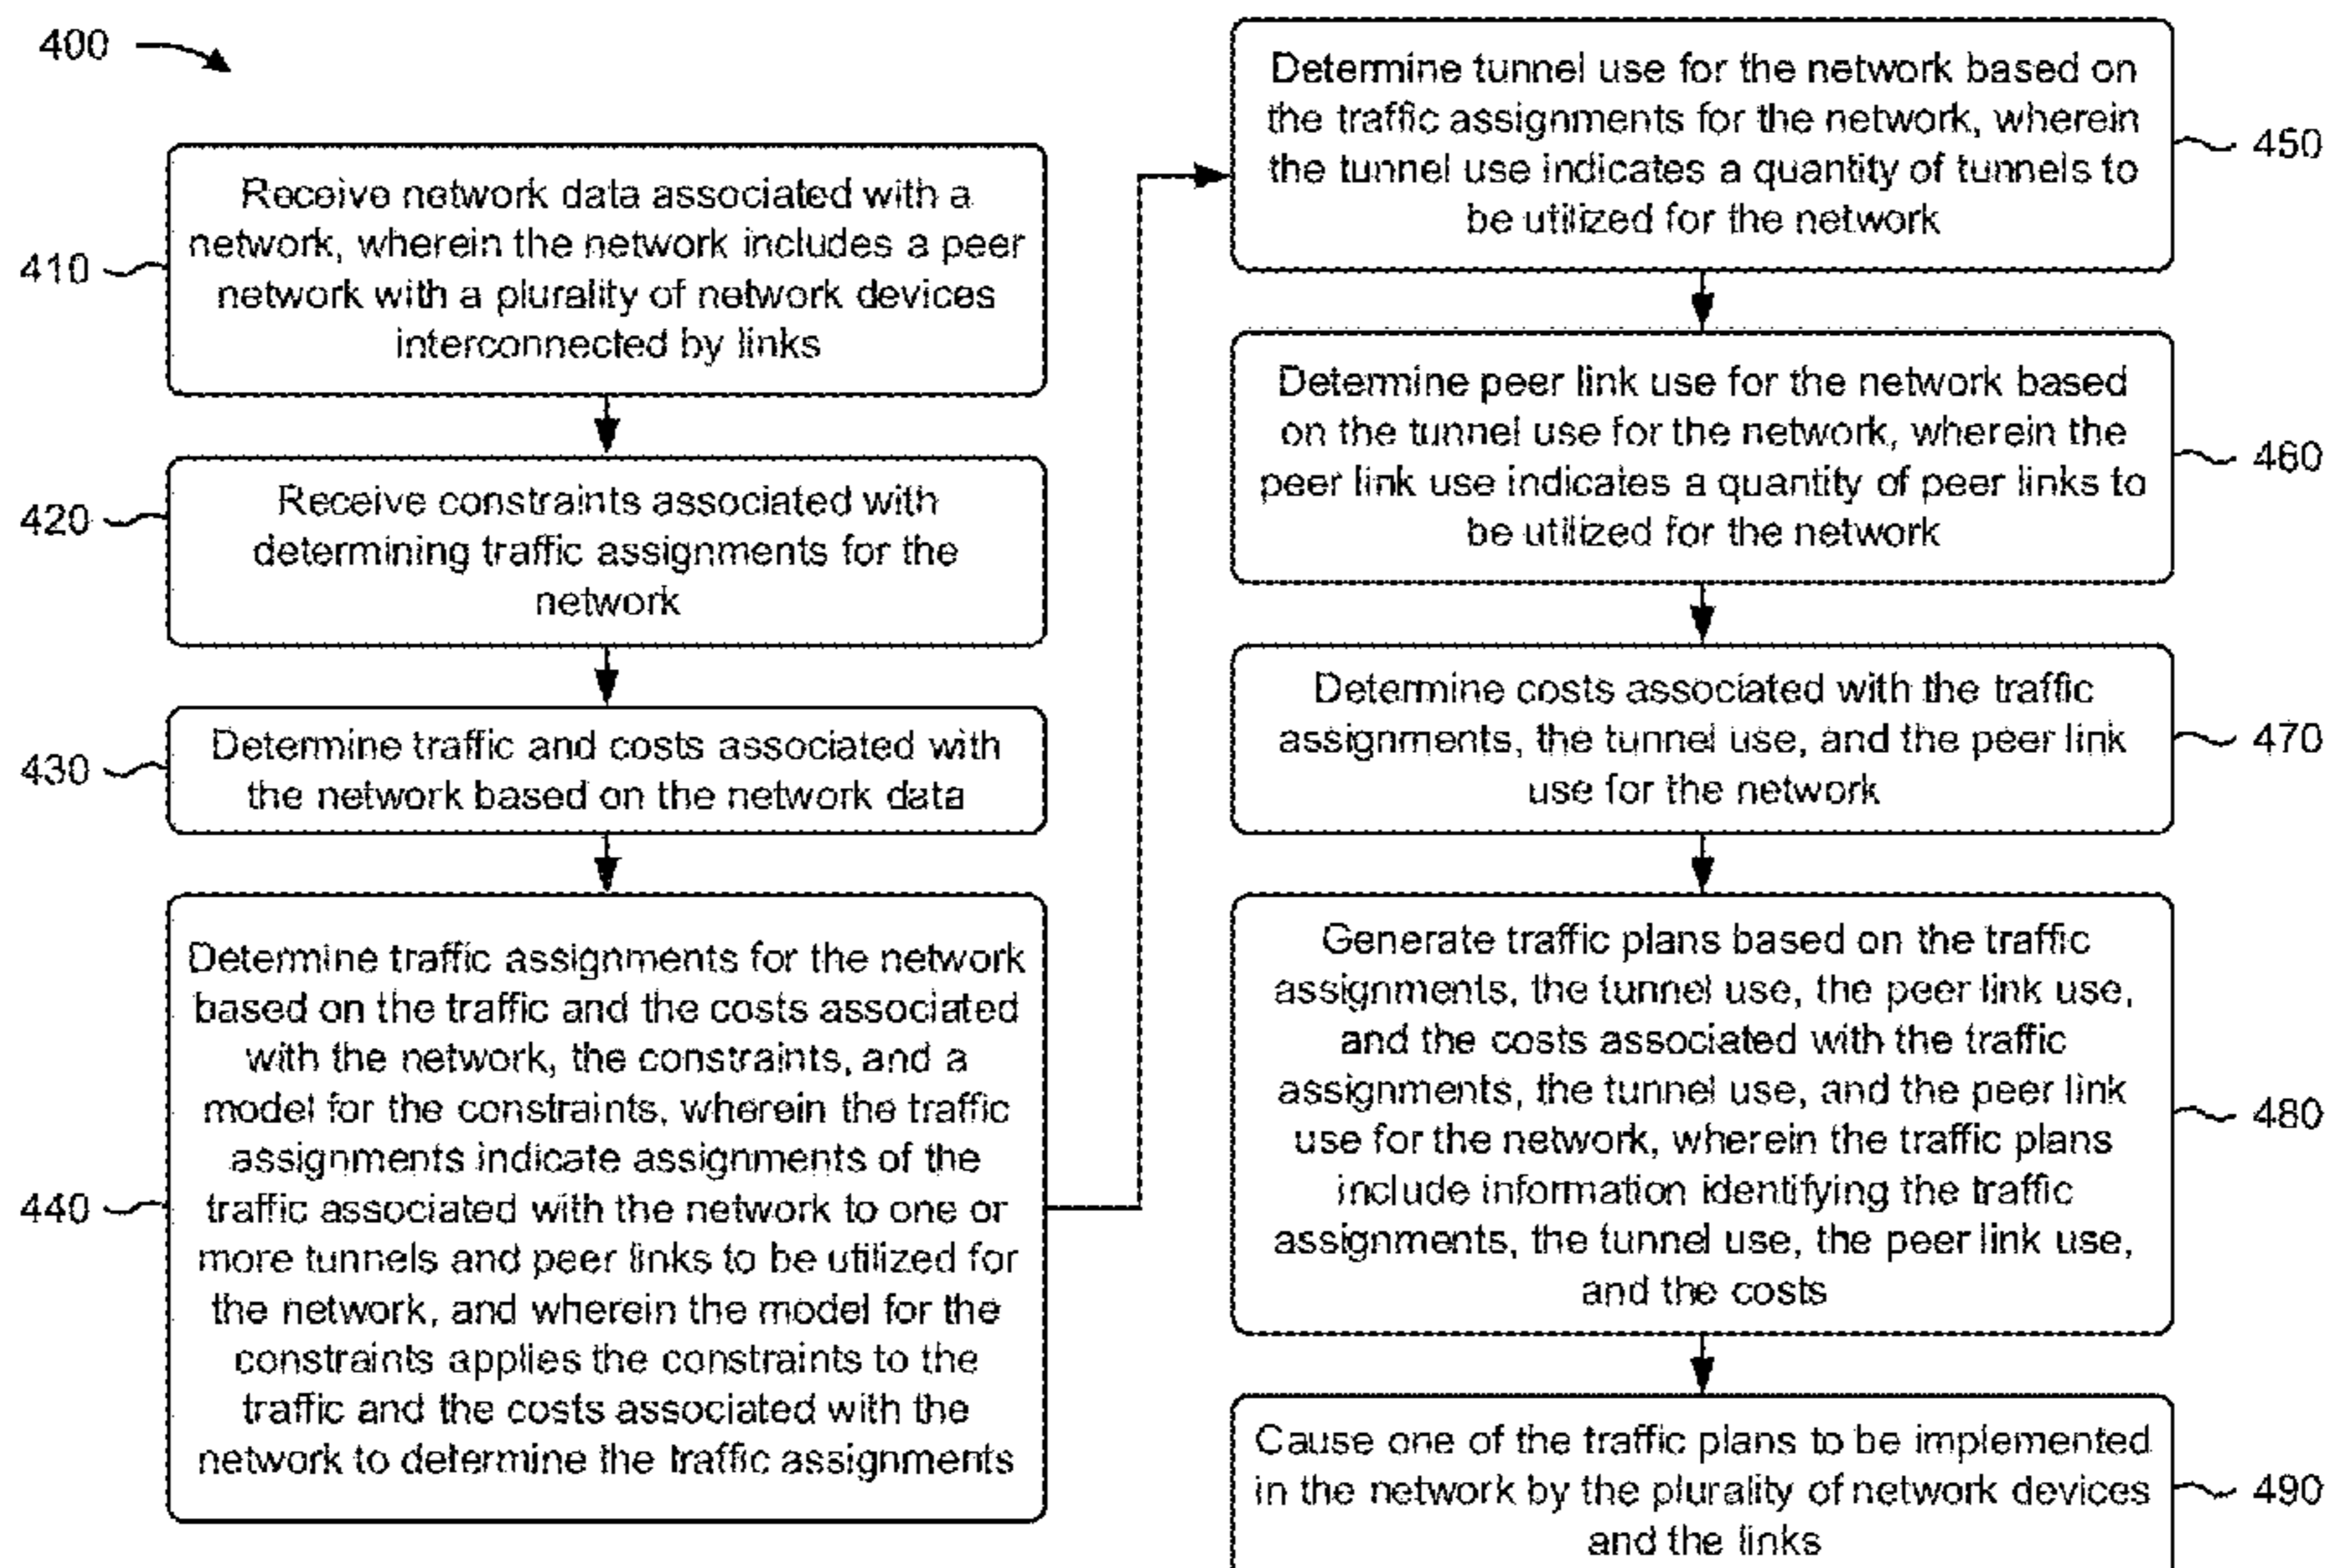 400
410
Receive network data associated with a
network, wherein the network includes a peer
network with a plurality of network devices
interconnected by links
420
Receive constraints associated with
determining traffic assignments for the
network
430
Determine traffic and costs associated with
the network based on the network data
440
Determine traffic assignments for the network
based on the traffic and the costs associated
with the network, the constraints, and a
model for the constraints, wherein the traffic
assignments indicate assignments of the
traffic associated with the network to one or
more tunnels and peer links to be utilized for
the network, and wherein the model for the
constraints applies the constraints to the
traffic and the costs associated with the
network to determine the traffic assignments
Determine tunnel use for the network based on
the traffic assignments for the network, wherein
the tunnel use indicates a quantity of tunnels to
be utilized for the network
450
Determine peer link use for the network based
on the tunnel use for the network, wherein the
peer link use indicates a quantity of peer links to
be utilized for the network
460
Determine costs associated with the traffic
assignments, the tunnel use, and the peer link
use for the network
470
Generate traffic plans based on the traffic
assignments, the tunnel use, the peer link use,
and the costs associated with the traffic
assignments, the tunnel use, and the peer link
use for the network, wherein the traffic plans
include information identifying the traffic
assignments, the tunnel use, the peer link use,
and the costs
480
Cause one of the traffic plans to be implemented
in the network by the plurality of network devices
and the links
490